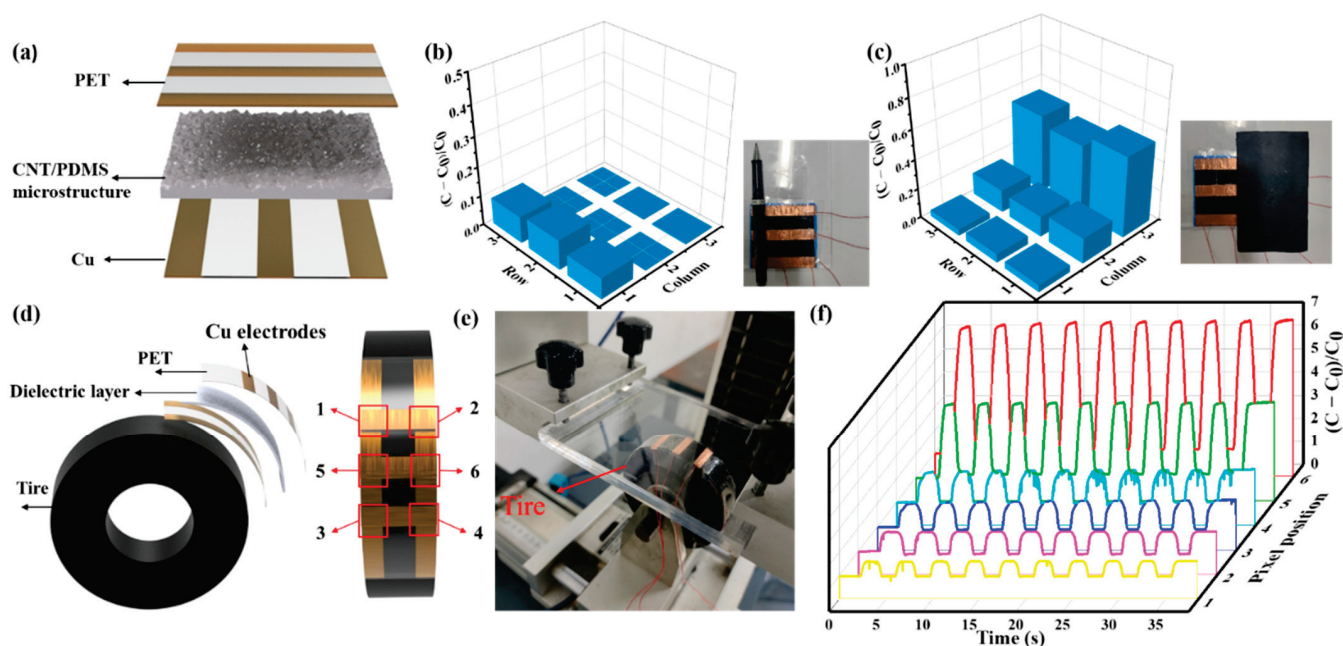 (a)
PET
CNT/PDMS
microstructure
Cu
(b)
(C − C₀)/C₀
0.5
0.4
0.3
0.2
0.1
0.0
3
2
1
Row
1
2
3
Column
(c)
(C − C₀)/C₀
1.0
0.8
0.6
0.4
0.2
0.0
3
2
1
Row
1
2
3
Column
(d)
Cu electrodes
PET
Dielectric layer
Tire
1
2
5
6
3
4
(e)
Tire
(f)
7
6
5
4
3
2
1
0
(C − C₀)/C₀
6
5
4
3
2
1
Pixel position
0
5
10
15
20
25
30
35
Time (s)